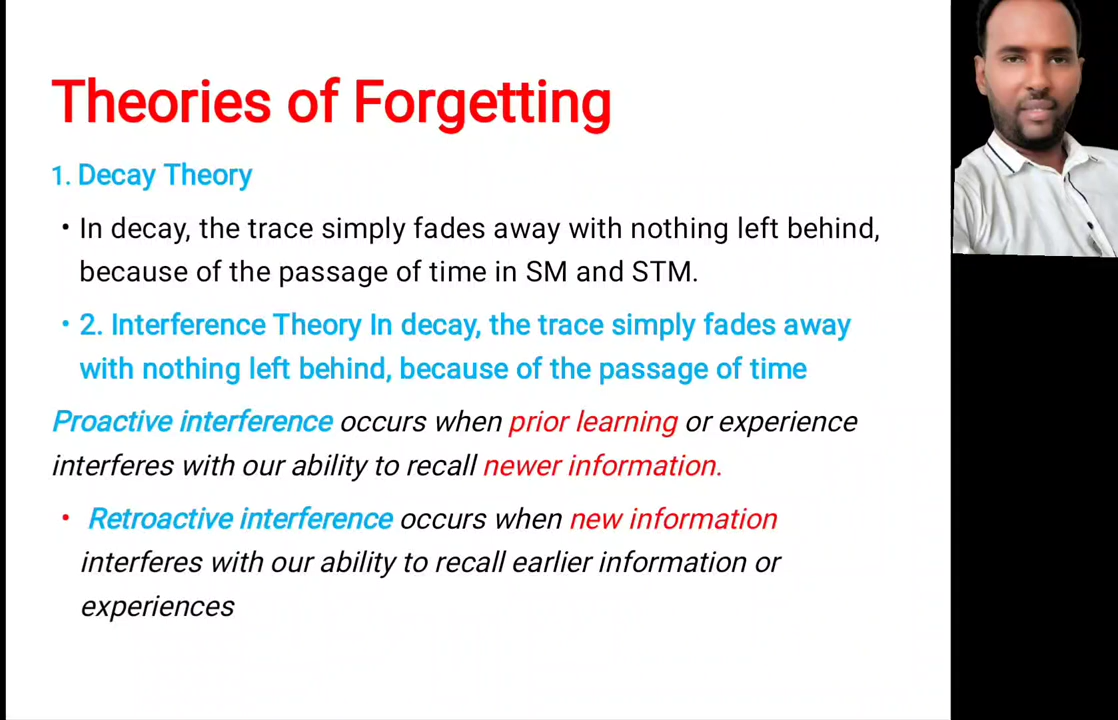 Theories of Forgetting
1. Decay Theory
• In decay, the trace simply fades away with nothing left behind,
because of the passage of time in SM and STM.
• 2. Interference Theory In decay, the trace simply fades away
with nothing left behind, because of the passage of time
Proactive interference occurs when prior learning or experience
interferes with our ability to recall newer information.
• Retroactive interference occurs when new information
interferes with our ability to recall earlier information or
experiences